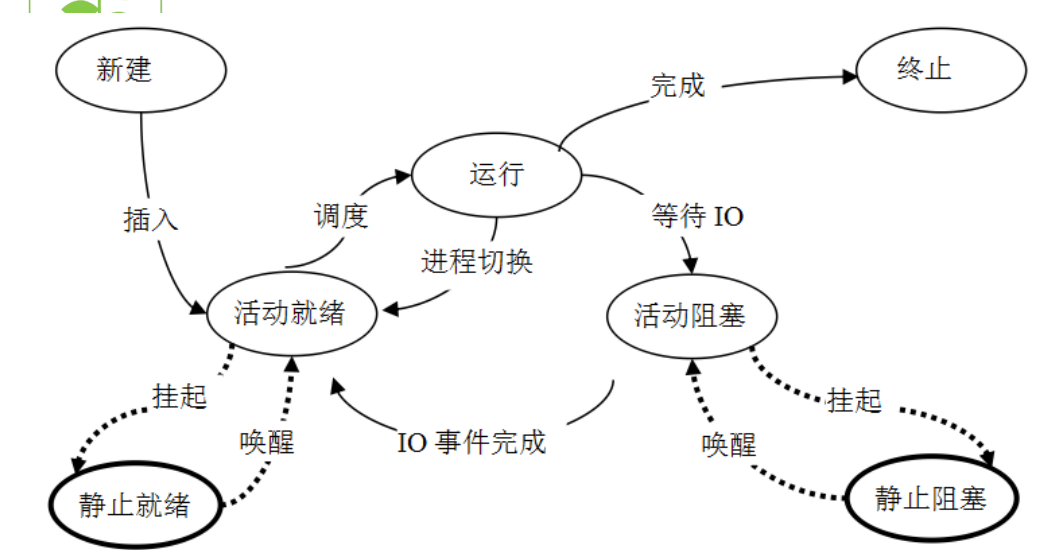 新建
终止
完成
运行
插入
调度
等待 IO
进程切换
活动就绪
活动阻塞
挂起
挂起
唤醒
IO 事件完成
唤醒
静止就绪
静止阻塞